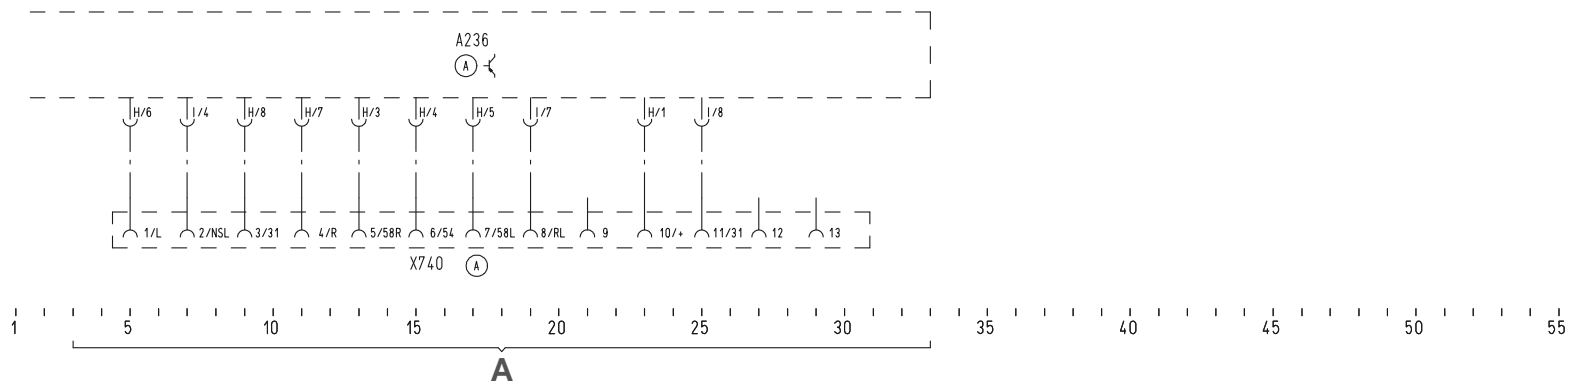 A236
A
H/6 I/4 H/8 H/7 H/3 H/4 H/5 I/7 H/1 I/8
1/L 2/NSL 3/31 4/R 5/58R 6/54 7/58L 8/RL 9 10/+ 11/31 12 13
X740 A
1 5 10 15 20 25 30 35 40 45 50 55
A